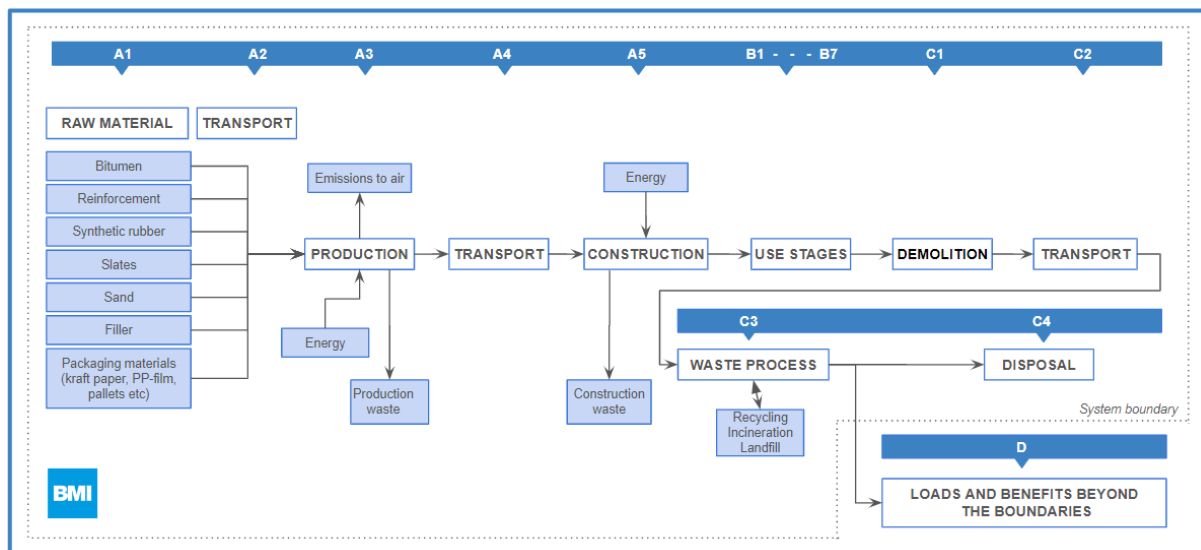 A1 A2 A3 A4 A5 B1 - - - B7 C1 C2
RAW MATERIAL TRANSPORT
Bitumen
Reinforcement
Synthetic rubber
Slates
Sand
Filler
Packaging materials
(kraft paper, PP-film,
pallets etc)
Emissions to air
PRODUCTION
Energy
Production
waste
TRANSPORT
Energy
CONSTRUCTION
Construction
waste
USE STAGES
DEMOLITION
TRANSPORT
C3 C4
WASTE PROCESS
DISPOSAL
Recycling
Incineration
Landfill
System boundary
D
LOADS AND BENEFITS BEYOND
THE BOUNDARIES
BMI